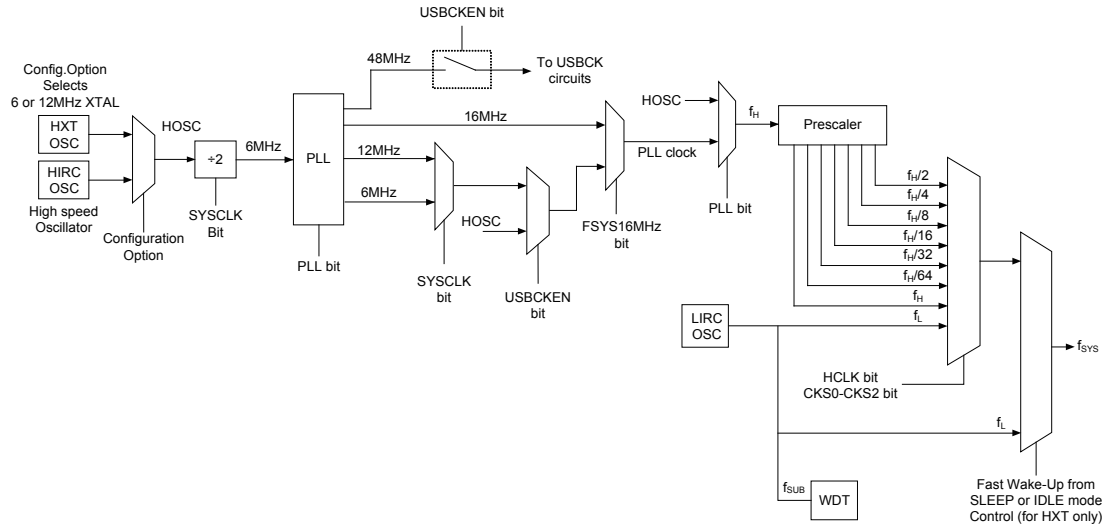 USBCKEN bit
48MHz
To USBCK
circuits
Config.Option
Selects
6 or 12MHz XTAL
HXT
OSC
HIRC
OSC
High speed
Oscillator
HOSC
Configuration
Option
÷2
SYSCLK
Bit
6MHz
PLL
PLL bit
16MHz
12MHz
6MHz
HOSC
SYSCLK
bit
USBCKEN
bit
FSYS16MHz
bit
PLL clock
HOSC
PLL bit
fH
Prescaler
fH/2
fH/4
fH/8
fH/16
fH/32
fH/64
fH
fL
LIRC
OSC
HCLK bit
CKS0-CKS2 bit
fSYS
fL
fSUB
WDT
Fast Wake-Up from
SLEEP or IDLE mode
Control (for HXT only)